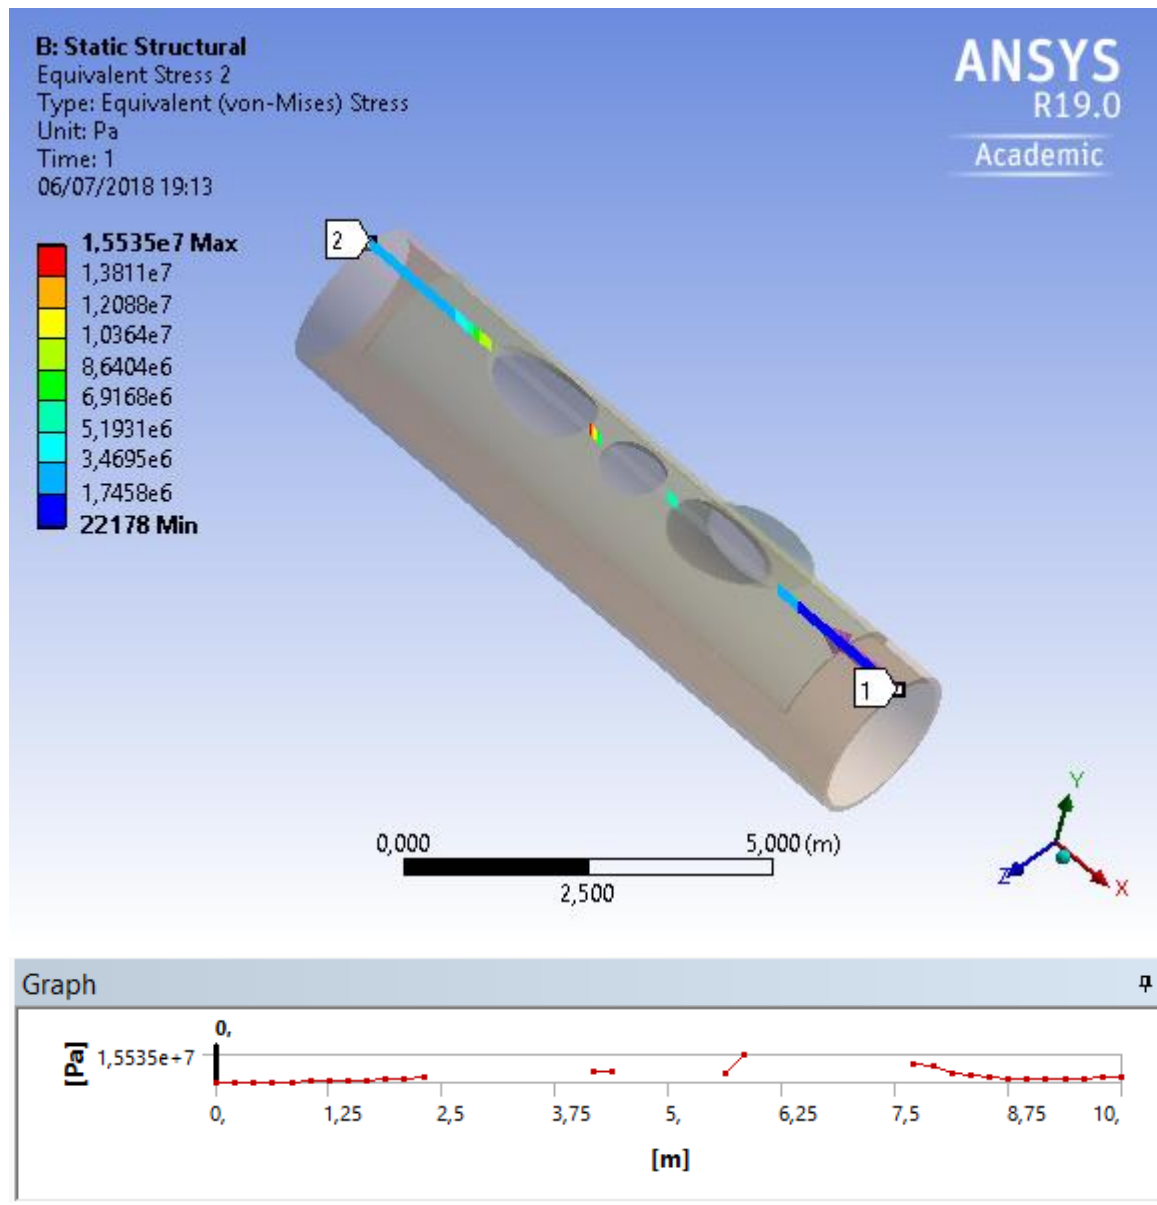 B: Static Structural
Equivalent Stress 2
Type: Equivalent (von-Mises) Stress
Unit: Pa
Time: 1
06/07/2018 19:13
ANSYS
R19.0
Academic
1,5535e7 Max
1,3811e7
1,2088e7
1,0364e7
8,6404e6
6,9168e6
5,1931e6
3,4695e6
1,7458e6
22178 Min
2
1
0,000
5,000 (m)
2,500
Y
Z
X
Graph
0,
[Pa]
1,5535e+7
0,
1,25
2,5
3,75
5,
6,25
7,5
8,75
10,
[m]